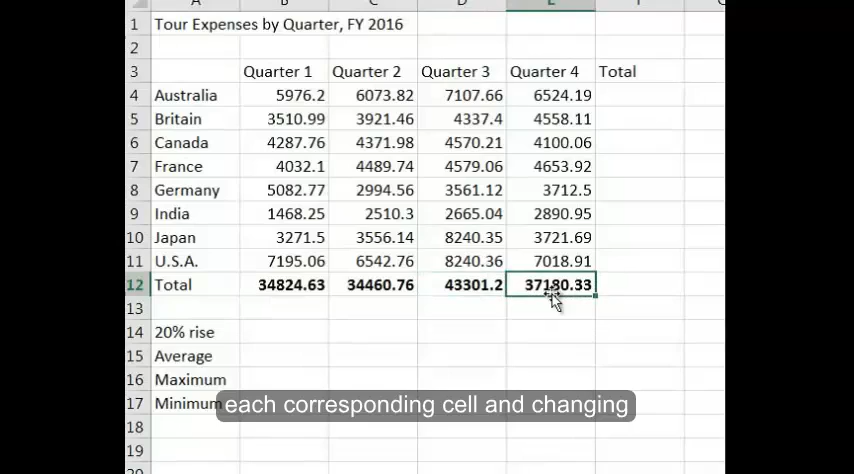 A B C D E F
1 Tour Expenses by Quarter, FY 2016
2
3 Quarter 1 Quarter 2 Quarter 3 Quarter 4 Total
4 Australia 5976.2 6073.82 7107.66 6524.19
5 Britain 3510.99 3921.46 4337.4 4558.11
6 Canada 4287.76 4371.98 4570.21 4100.06
7 France 4032.1 4489.74 4579.06 4653.92
8 Germany 5082.77 2994.56 3561.12 3712.5
9 India 1468.25 2510.3 2665.04 2890.95
10 Japan 3271.5 3556.14 8240.35 3721.69
11 U.S.A. 7195.06 6542.76 8240.36 7018.91
12 Total 34824.63 34460.76 43301.2 37180.33
13
14 20% rise
15 Average
16 Maximum
17 Minimum
each corresponding cell and changing
18
19
20